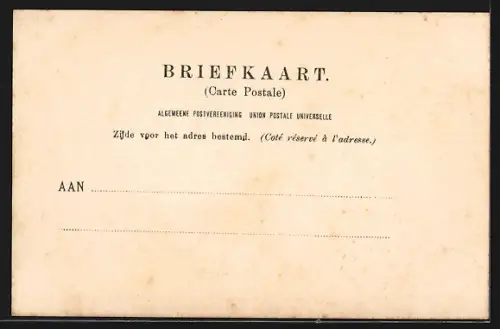 BRIEFKAART.
(Carte Postale)
ALGEMEENE POSTVEREENIGING UNION POSTALE UNIVERSELLE
Zijde voor het adres bestemd. (Coté réservé à l'adresse.)
AAN